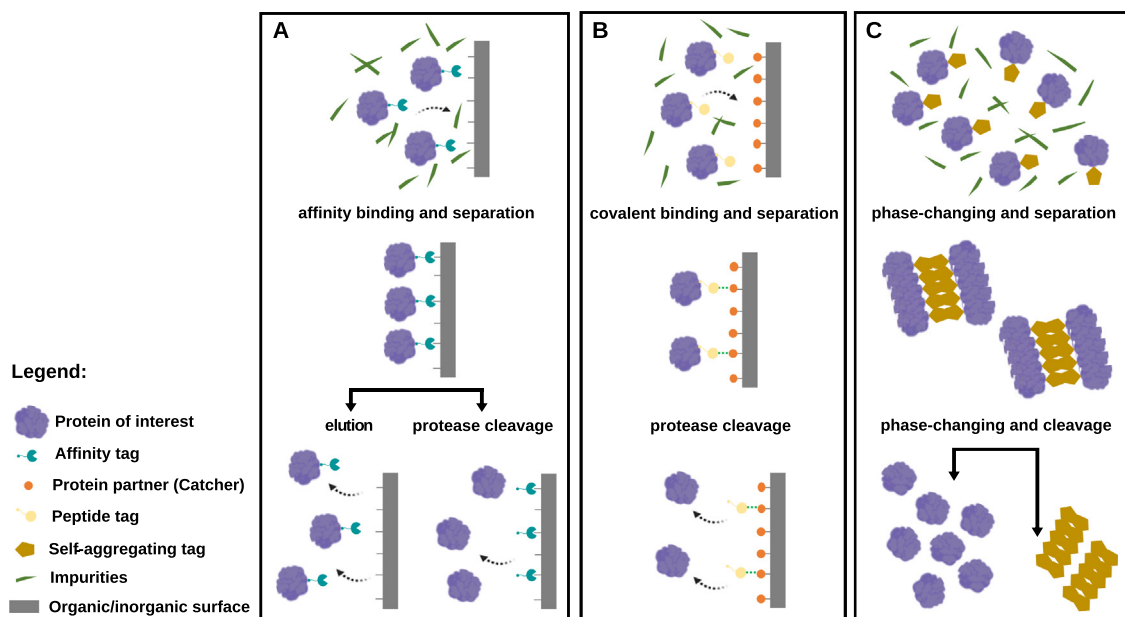 A
affinity binding and separation
elution
protease cleavage
B
covalent binding and separation
protease cleavage
C
phase-changing and separation
phase-changing and cleavage
Legend:
Protein of interest
Affinity tag
Protein partner (Catcher)
Peptide tag
Self-aggregating tag
Impurities
Organic/inorganic surface